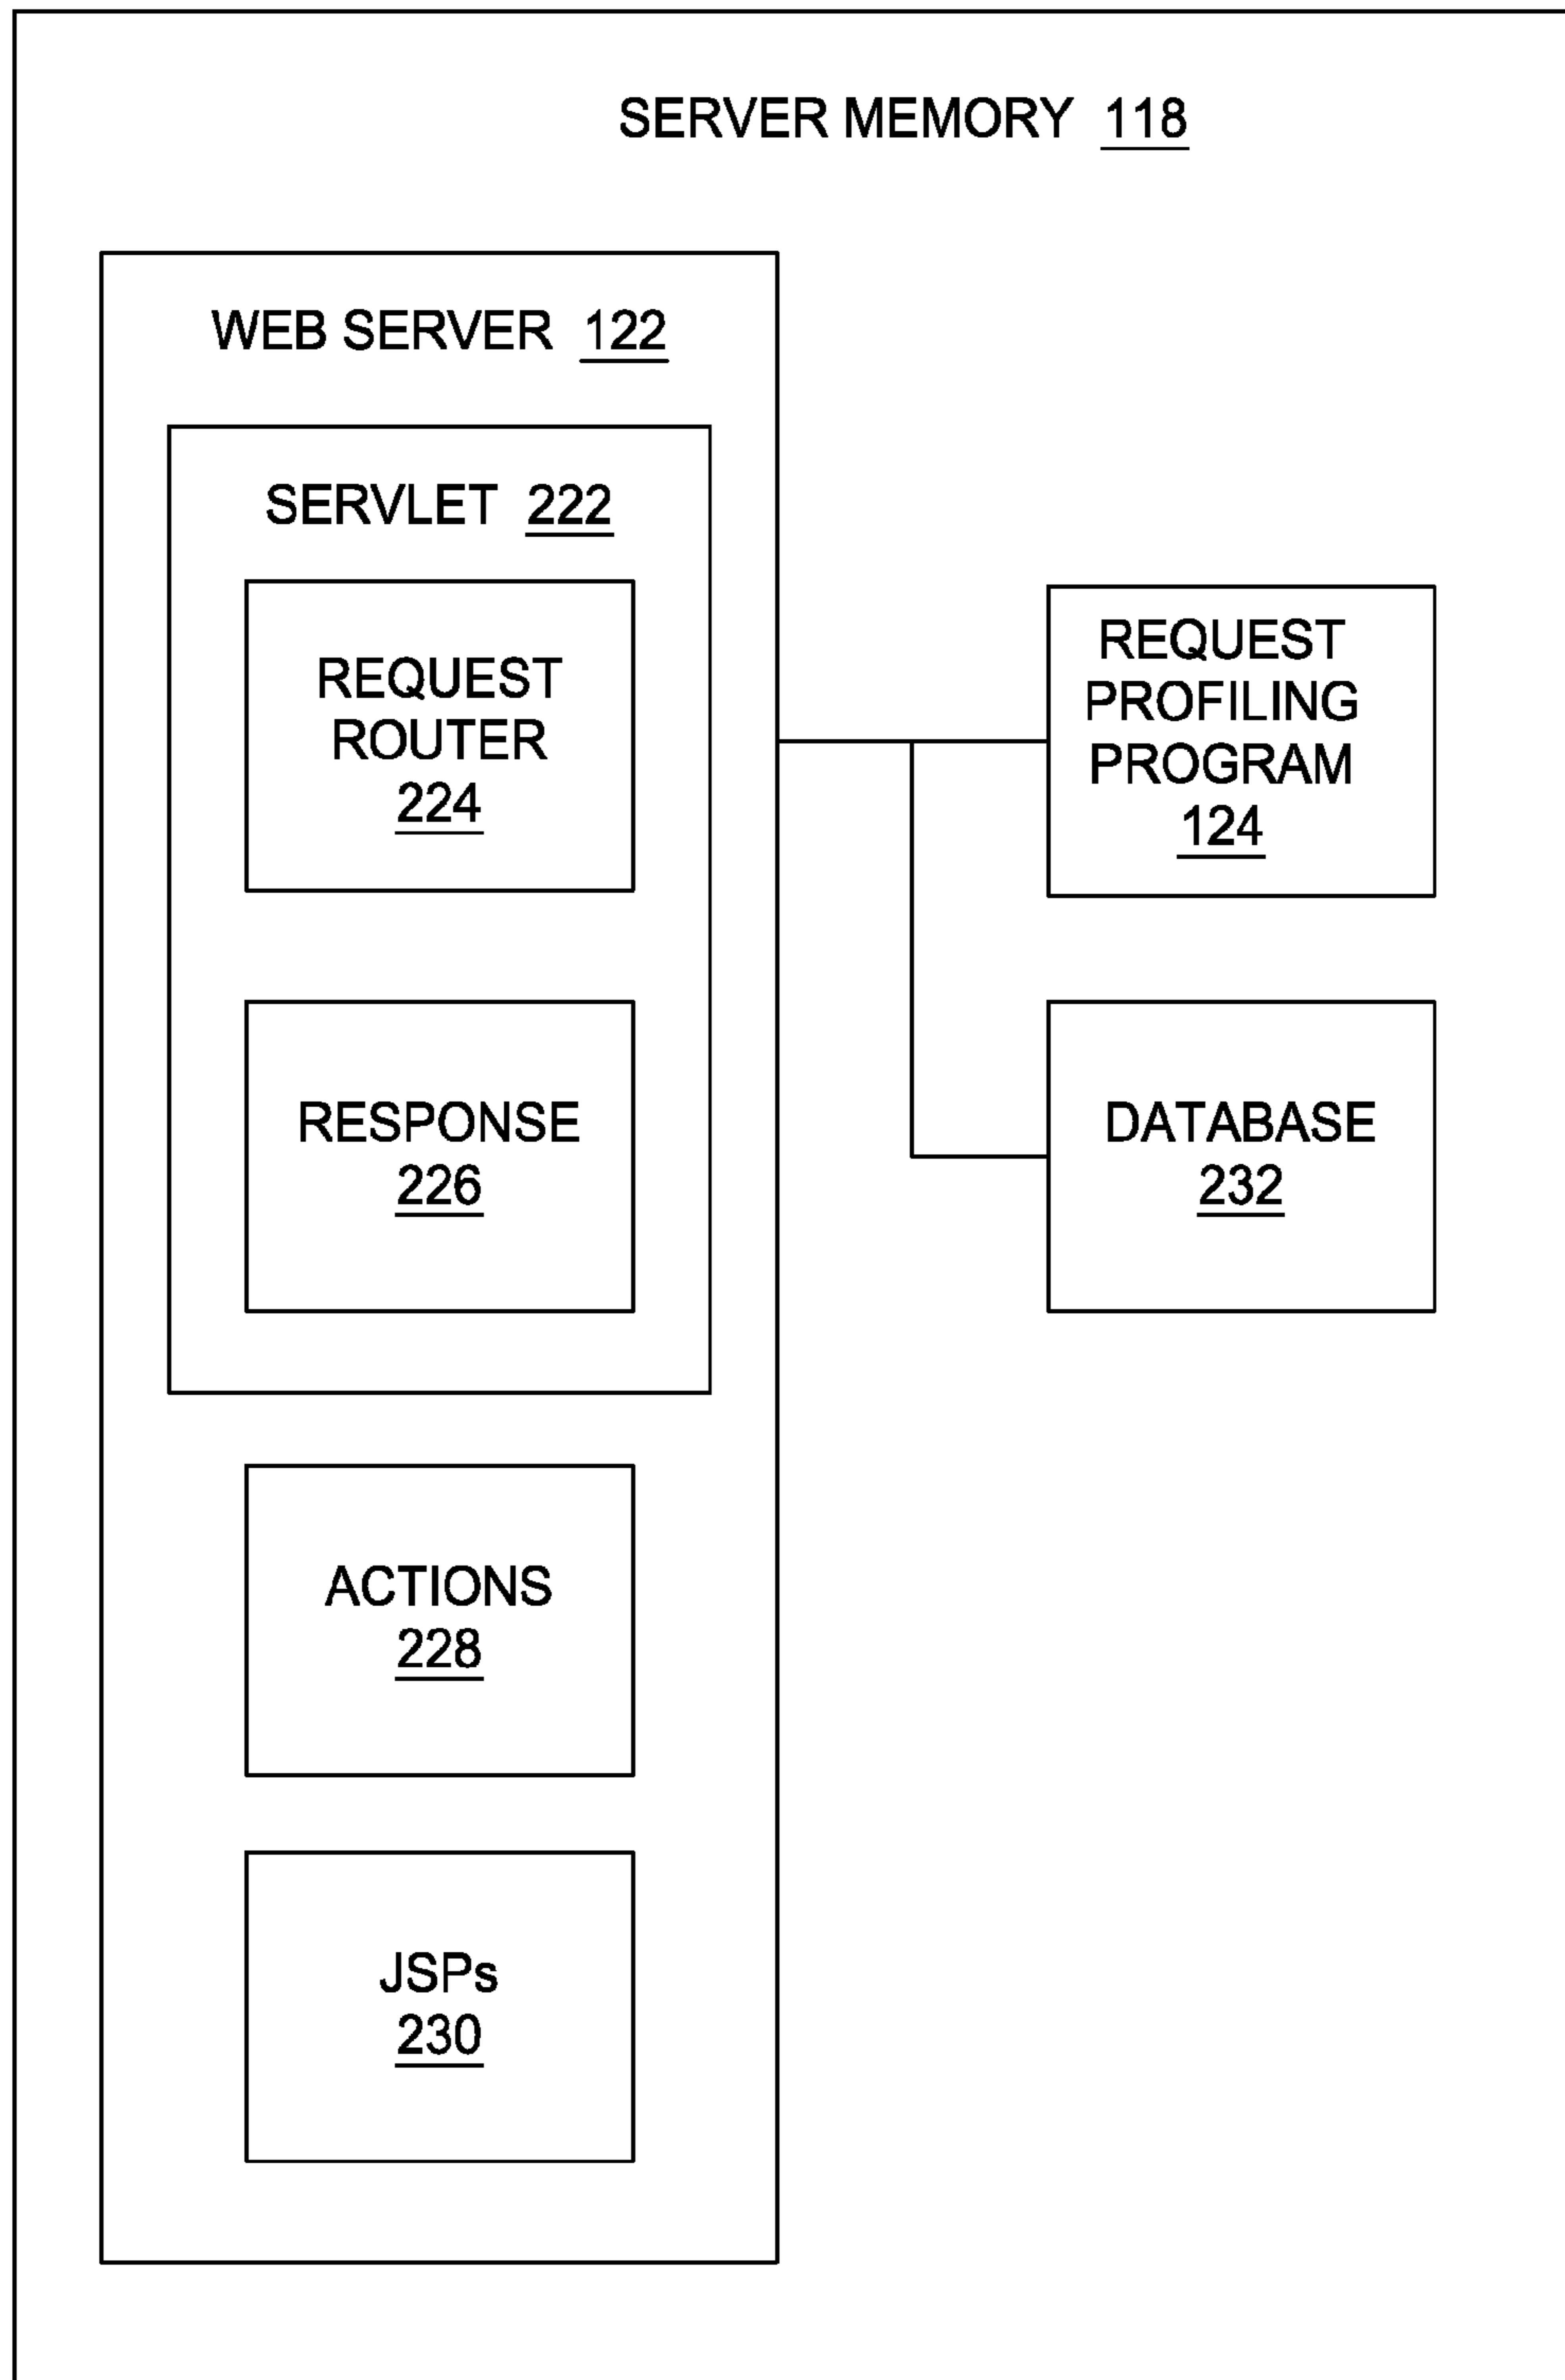 SERVER MEMORY 118
WEB SERVER 122
SERVLET 222
REQUEST
ROUTER
224
RESPONSE
226
ACTIONS
228
JSPs
230
REQUEST
PROFILING
PROGRAM
124
DATABASE
232